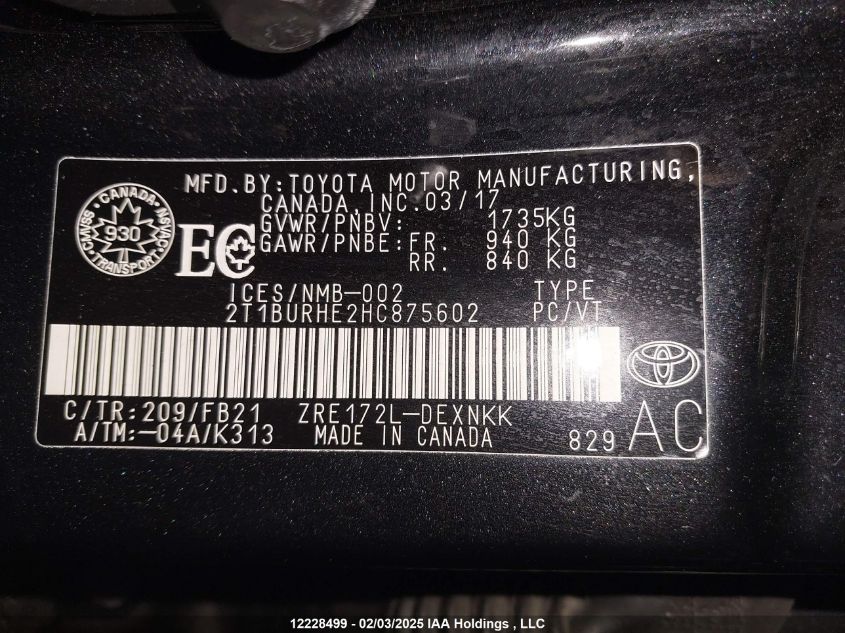 MFD.BY:TOYOTA MOTOR MANUFACTURING,
CANADA, INC.03/17
GVWR/PNBV: 1735KG
GAWR/PNBE:FR. 940 KG
RR. 840 KG
CANADA
CMVSS 930 NSVAC
TRANSPORT
EC
ICES/NMB-002 TYPE
2T1BURHE2HC875602 PC/VT
C/TR:209/FB21 ZRE172L-DEXNKK
A/TM:-04A/K313 MADE IN CANADA 829 AC
12228499 - 02/03/2025 IAA Holdings , LLC